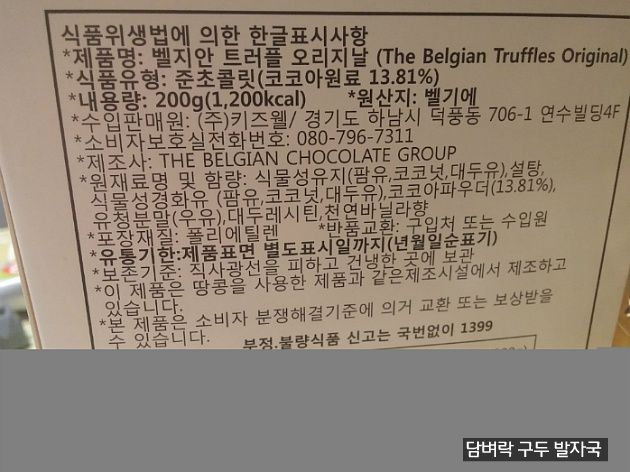 식품위생법에 의한 한글표시사항
*제품명: 벨지안 트러플 오리지날 (The Belgian Truffles Original)
*식품유형: 준초콜릿(코코아원료 13.81%)
*내용량: 200g(1,200kcal) *원산지: 벨기에
*수입판매원: (주)키즈웰/ 경기도 하남시 덕풍동 706-1 연수빌딩4F
*소비자보호실전화번호: 080-796-7311
*제조사: THE BELGIAN CHOCOLATE GROUP
*원재료명 및 함량: 식물성유지(팜유,코코넛,대두유),설탕,
식물성경화유 (팜유,코코넛,대두유),코코아파우더(13.81%),
유청분말(우유),대두레시틴,천연바닐라향
*포장재질: 폴리에틸렌 *반품교환: 구입처 또는 수입원
*유통기한:제품표면 별도표시일까지(년월일순표기)
*보존기준: 직사광선을 피하고 건냉한 곳에 보관
*이 제품은 땅콩을 사용한 제품과 같은제조시설에서 제조하고
있습니다.
*본 제품은 소비자 분쟁해결기준에 의거 교환 또는 보상받을
수 있습니다.
부정.불량식품 신고는 국번없이 1399
담벼락 구두 발자국